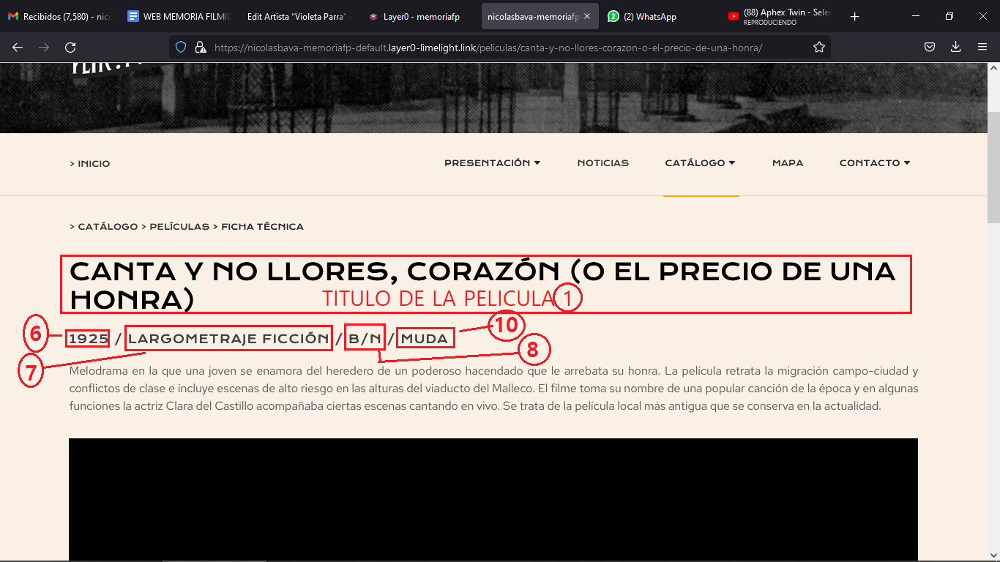 Recibidos (7,580) - nic
WEB MEMORIA FILMIC
Edit Artista "Violeta Parra"
Layer0 - memoriafp
nicolasbava-memoriafp-
2
(2) WhatsApp
(88) Aphex Twin - Selec
REPRODUCIENDO
https://nicolasbava-memoriafp-default.layer0-limelight.link/peliculas/canta-y-no-llores-corazon-o-el-precio-de-una-honra/
> INICIO
PRESENTACIÓN
NOTICIAS
CATÁLOGO
MAPA
CONTACTO
> CATÁLOGO > PELÍCULAS > FICHA TÉCNICA
CANTA Y NO LLORES, CORAZÓN (O EL PRECIO DE UNA
HONRA)
TITULO DE LA PELICULA 1
6
1925 / LARGOMETRAJE FICCIÓN / B/N / MUDA
10
7
8
Melodrama en la que una joven se enamora del heredero de un poderoso hacendado que le arrebata su honra. La película retrata la migración campo-ciudad y
conflictos de clase e incluye escenas de alto riesgo en las alturas del viaducto del Malleco. El filme toma su nombre de una popular canción de la época y en algunas
funciones la actriz Clara del Castillo acompañaba ciertas escenas cantando en vivo. Se trata de la película local más antigua que se conserva en la actualidad.